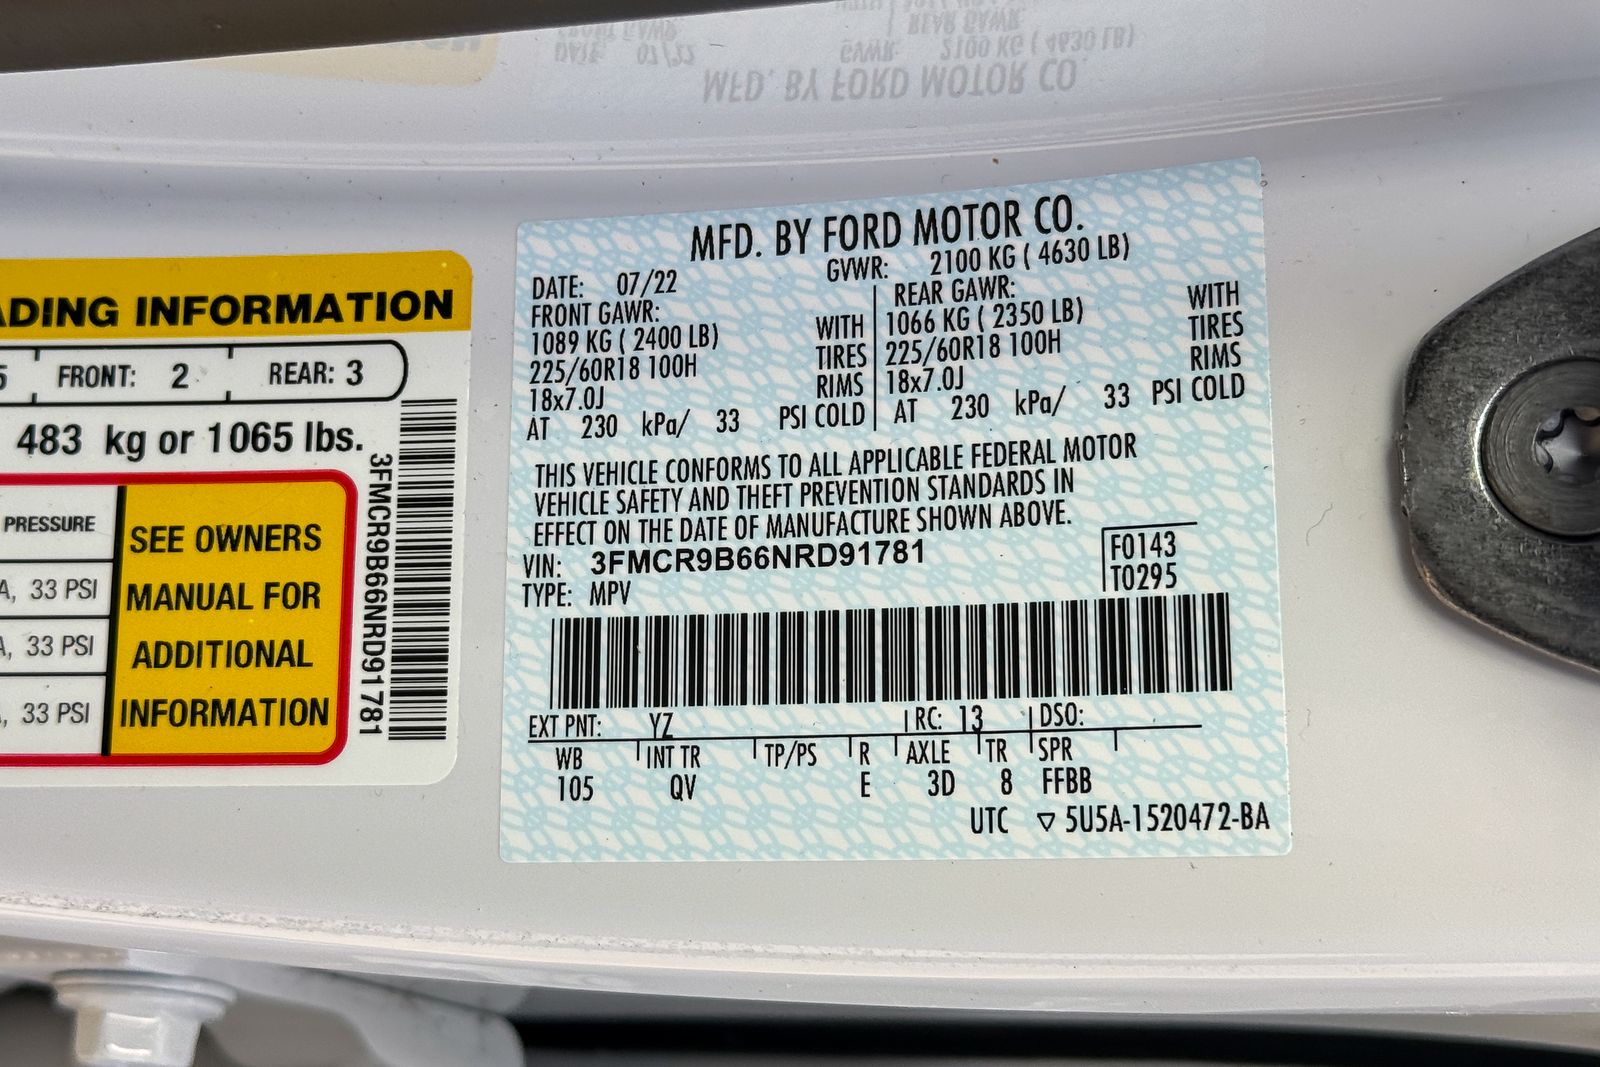 ADING INFORMATION
5 FRONT: 2 REAR: 3
483 kg or 1065 lbs.
PRESSURE
A, 33 PSI
A, 33 PSI
, 33 PSI
SEE OWNERS
MANUAL FOR
ADDITIONAL
INFORMATION
3FMCR9B66NRD91781
MFD. BY FORD MOTOR CO.
DATE: 07/22 GVWR: 2100 KG ( 4630 LB)
FRONT GAWR: REAR GAWR:
1089 KG ( 2400 LB) WITH 1066 KG ( 2350 LB) WITH
225/60R18 100H TIRES 225/60R18 100H TIRES
18x7.0J RIMS 18x7.0J RIMS
AT 230 kPa/ 33 PSI COLD AT 230 kPa/ 33 PSI COLD
THIS VEHICLE CONFORMS TO ALL APPLICABLE FEDERAL MOTOR
VEHICLE SAFETY AND THEFT PREVENTION STANDARDS IN
EFFECT ON THE DATE OF MANUFACTURE SHOWN ABOVE.
VIN: 3FMCR9B66NRD91781 F0143
TYPE: MPV T0295
EXT PNT: YZ RC: 13 DSO:
WB INT TR TP/PS R AXLE TR SPR
105 QV E 3D 8 FFBB
UTC ▽ 5U5A-1520472-BA